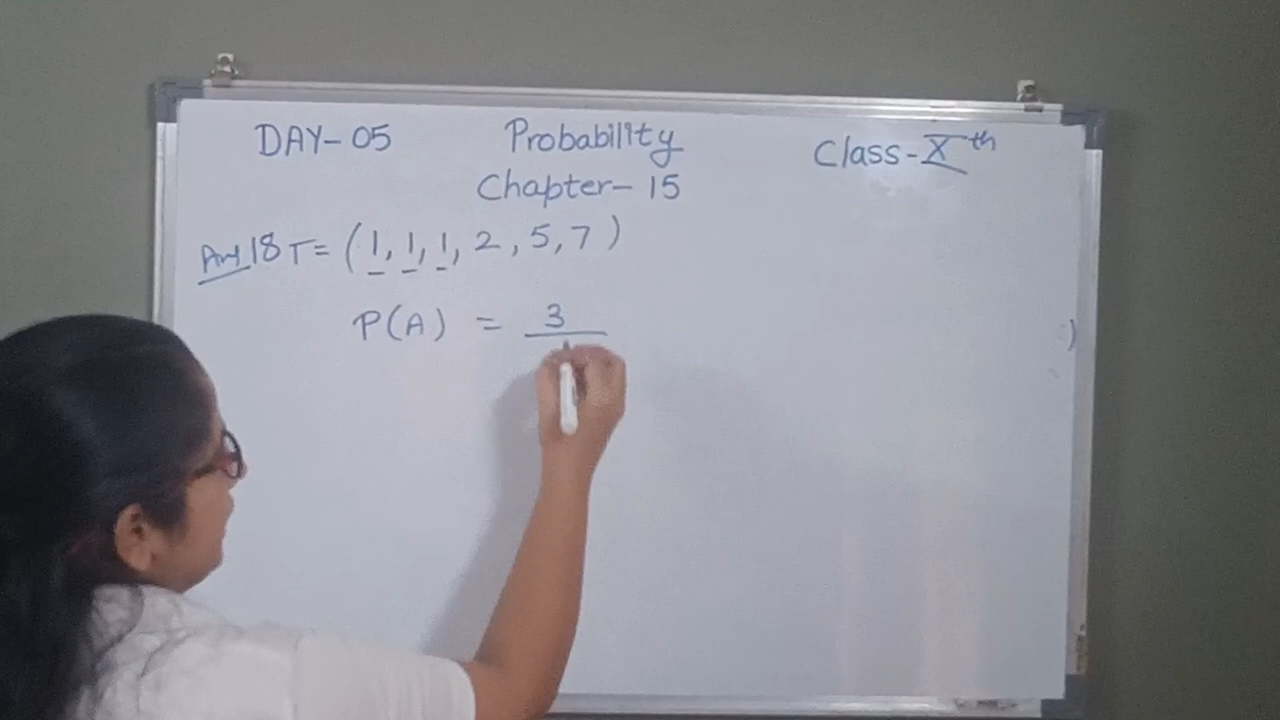 DAY-05
Probability
Class-Xth
Chapter-15
Ans 18 T= (1, 1, 1, 2, 5, 7)
P(A) = 3